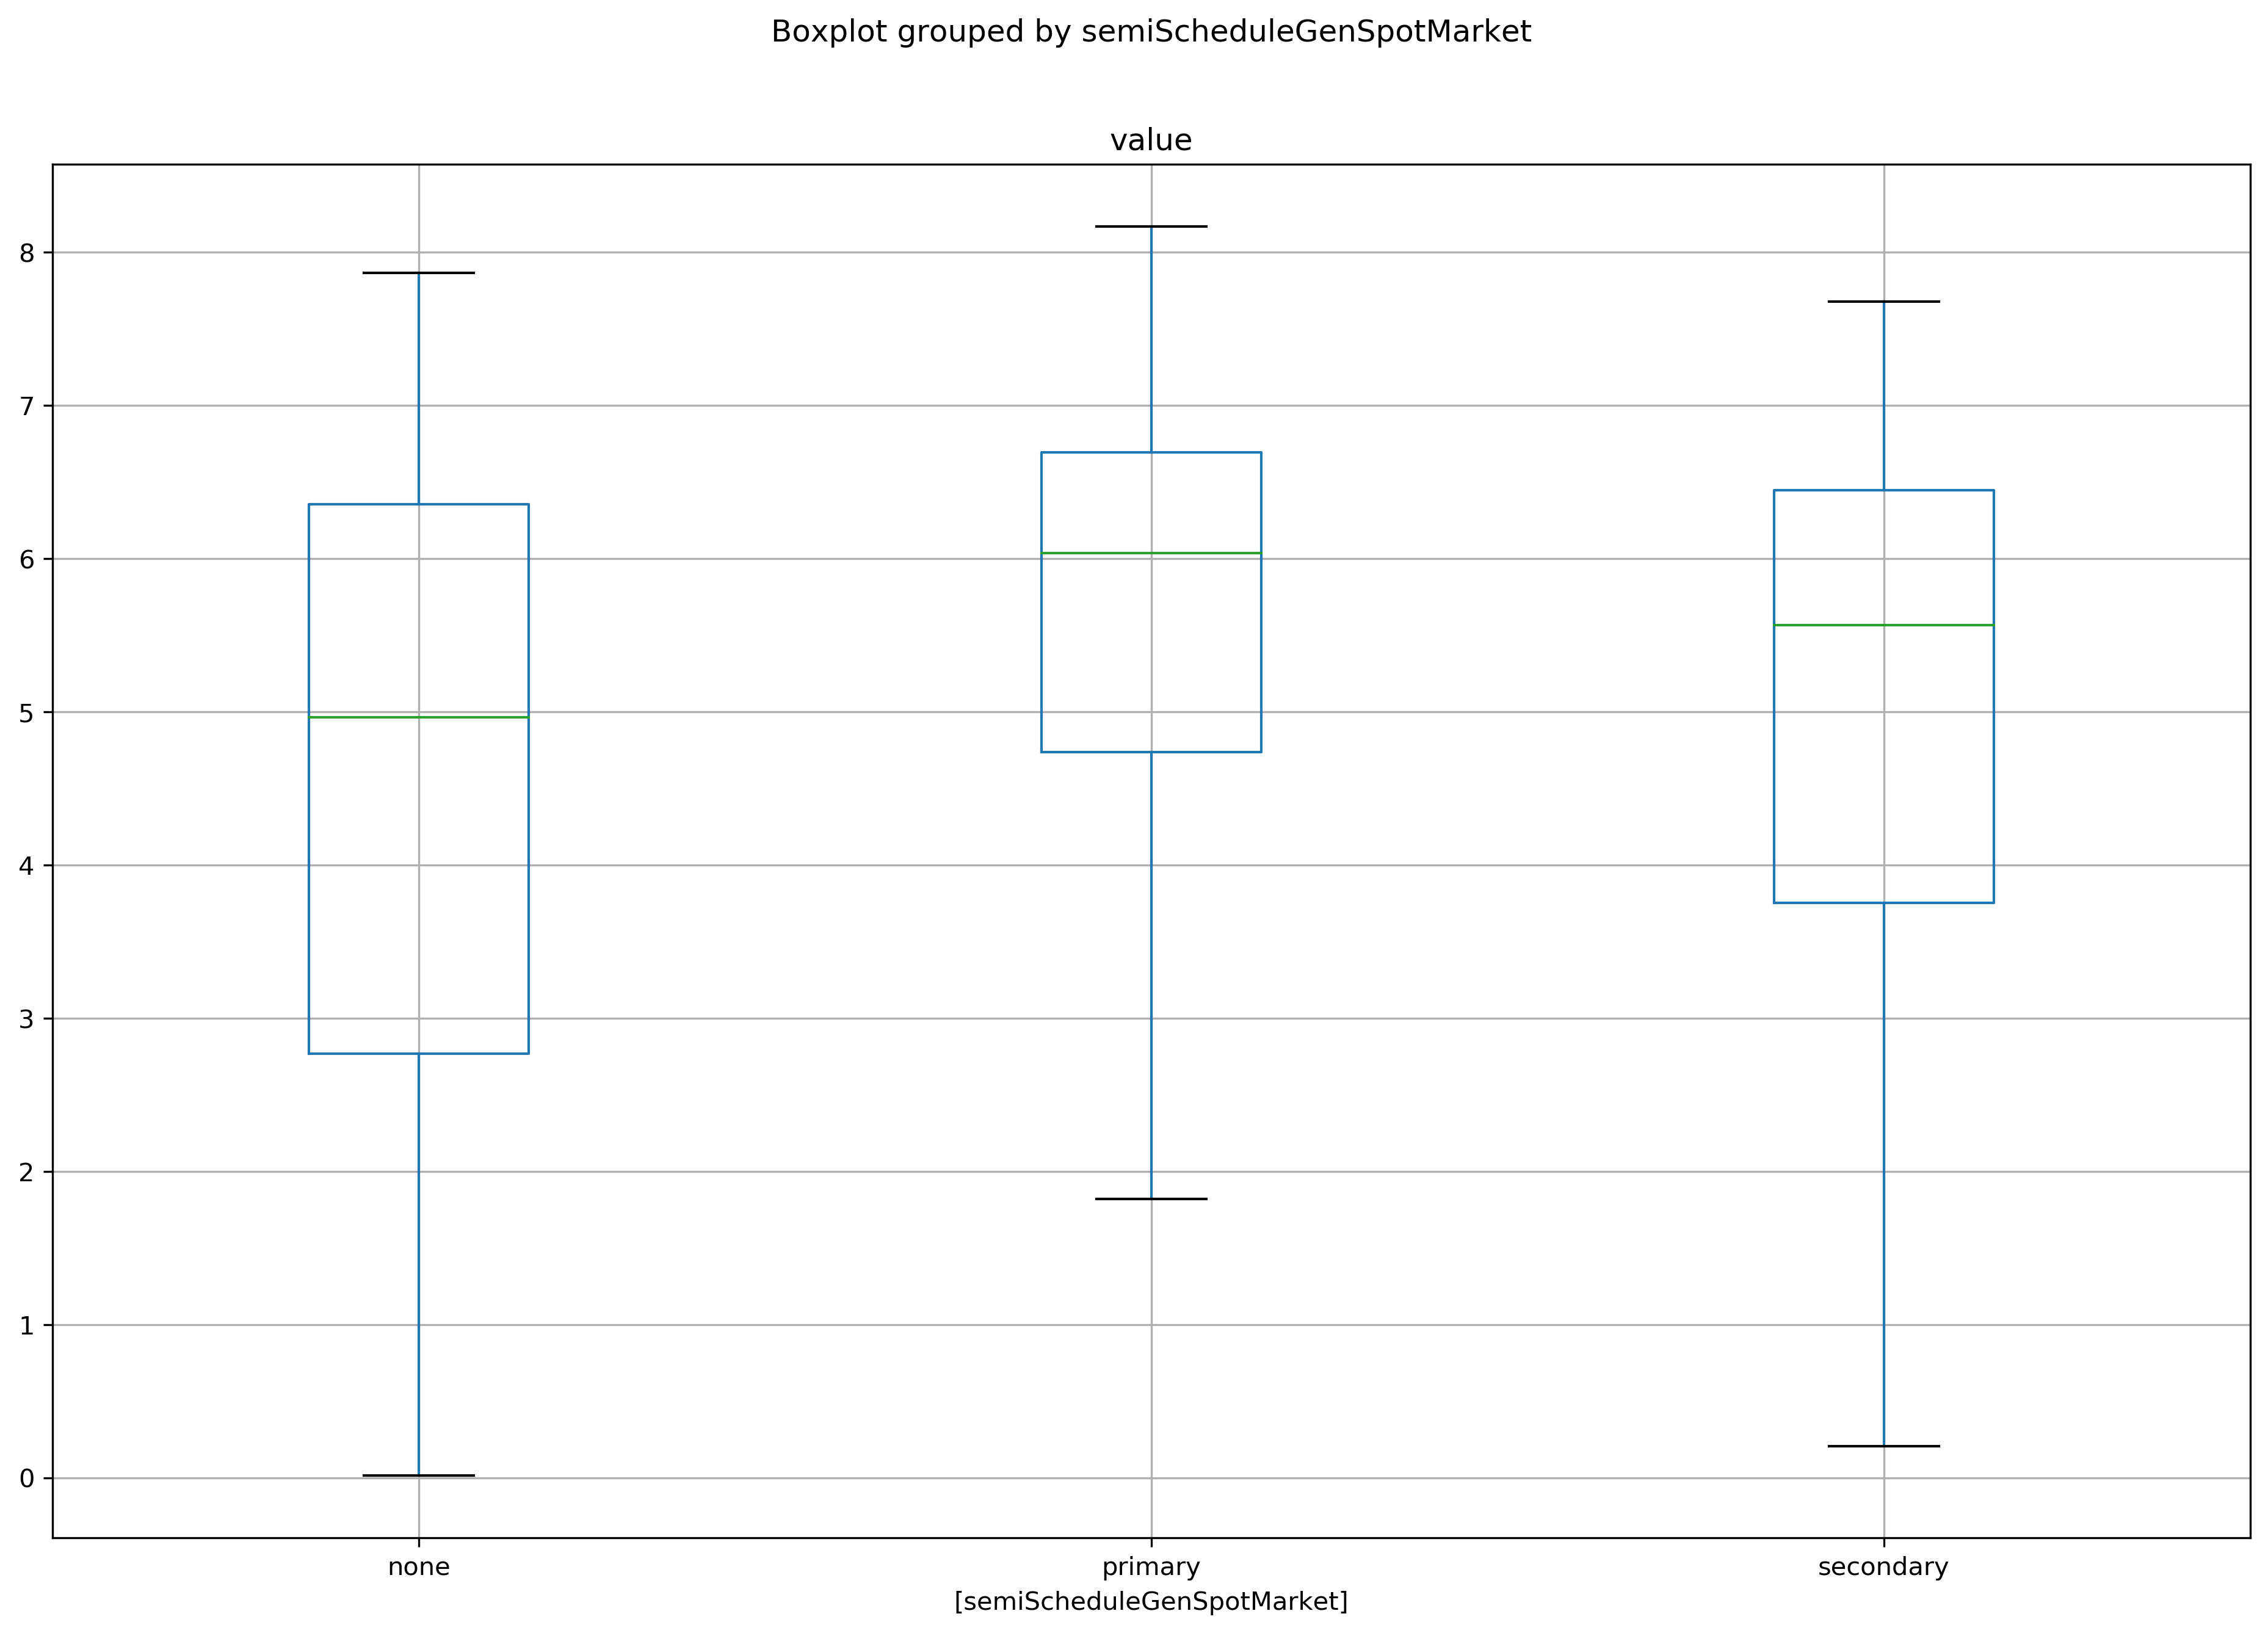 Boxplot grouped by semiScheduleGenSpotMarket
value
8
7
6
5
4
3
2
1
0
none primary secondary
[semiScheduleGenSpotMarket]